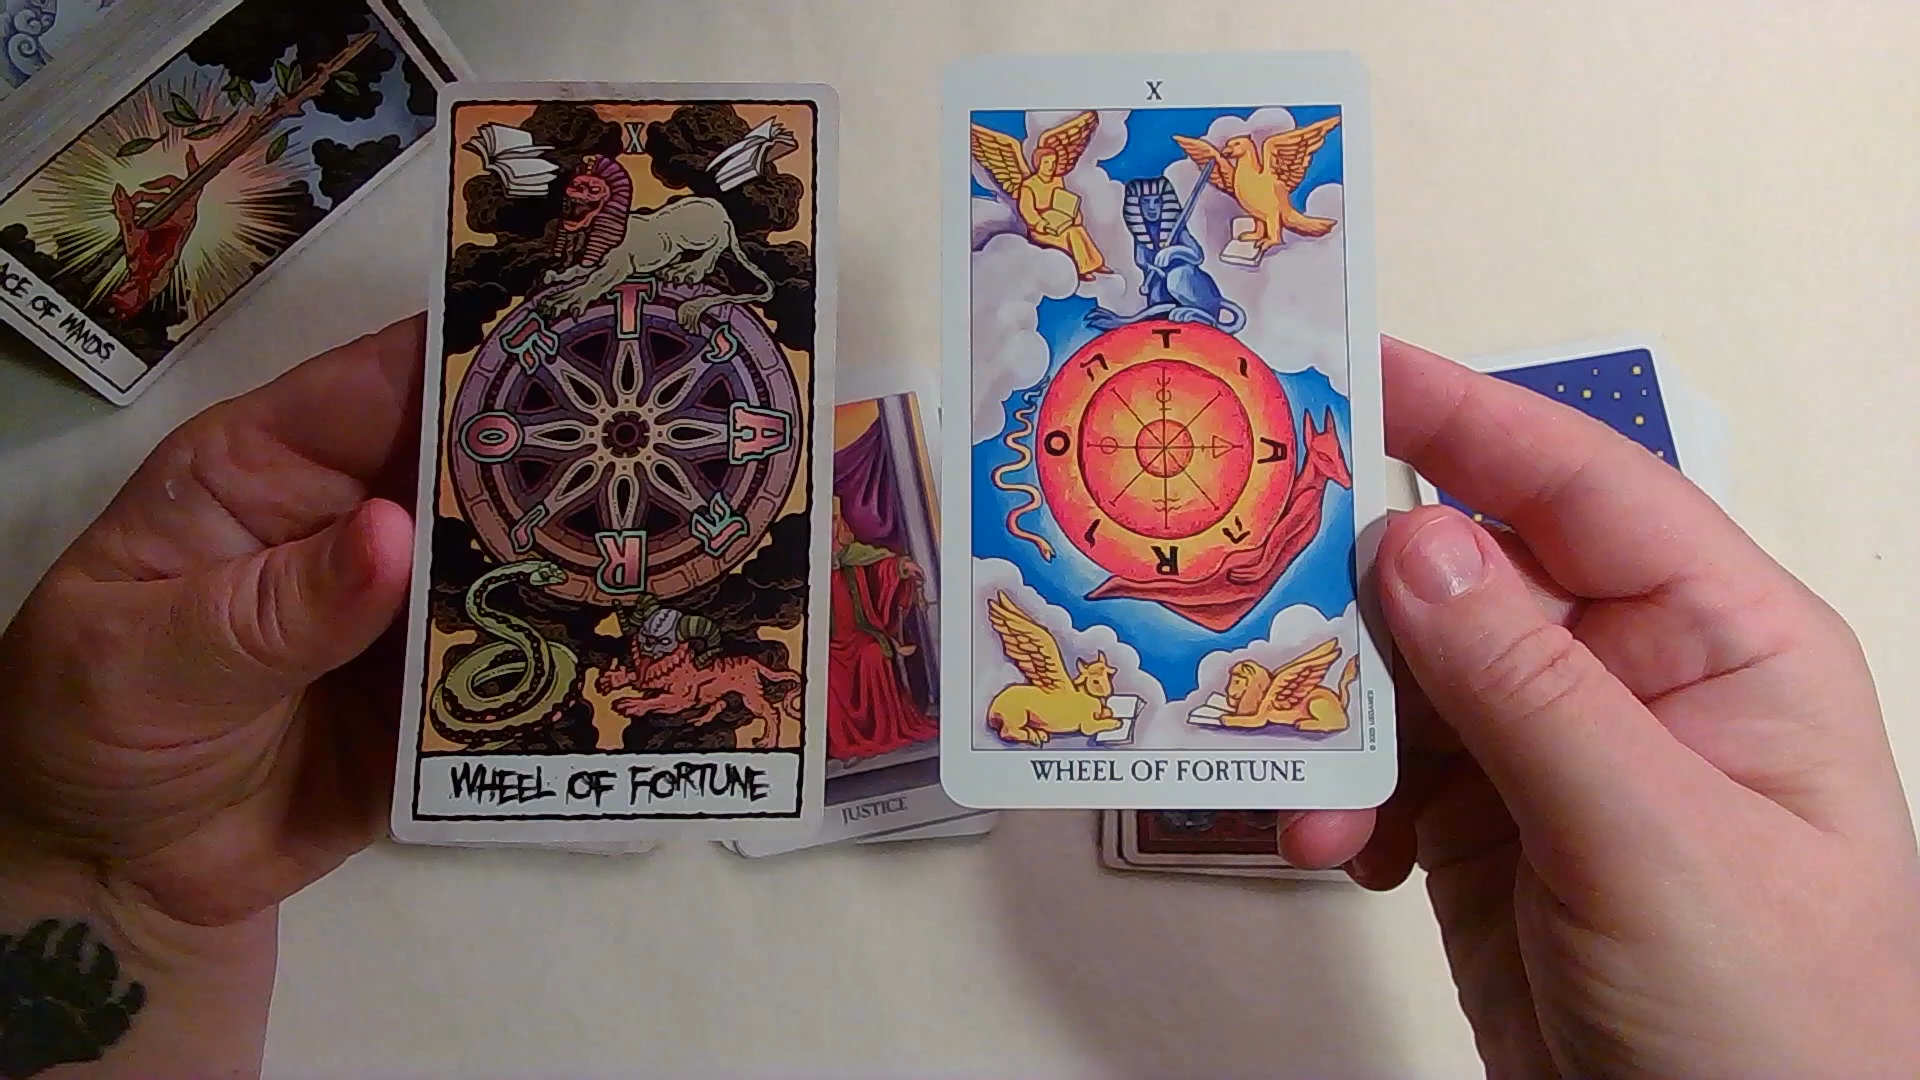 ACE OF WANDS
X
T
A
R
O
WHEEL OF FORTUNE
JUSTICE
X
T
י
A
ה
R
ו
O
ה
WHEEL OF FORTUNE